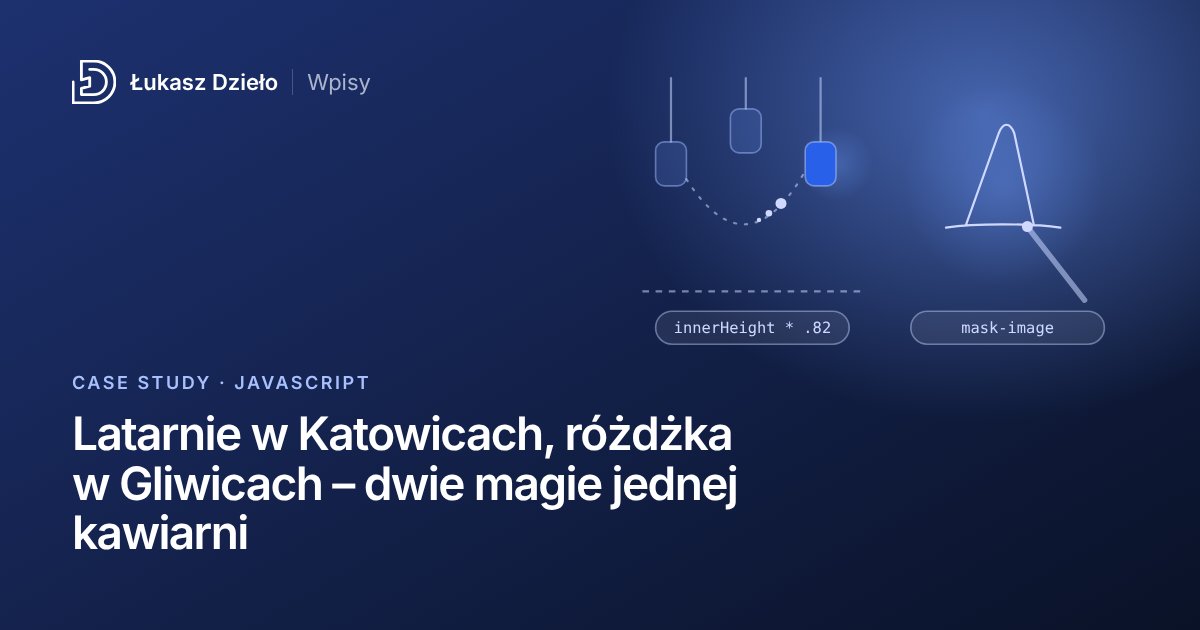 Łukasz Dzieło | Wpisy
innerHeight * .82
mask-image
CASE STUDY · JAVASCRIPT
Latarnie w Katowicach, różdżka
w Gliwicach – dwie magie jednej
kawiarni